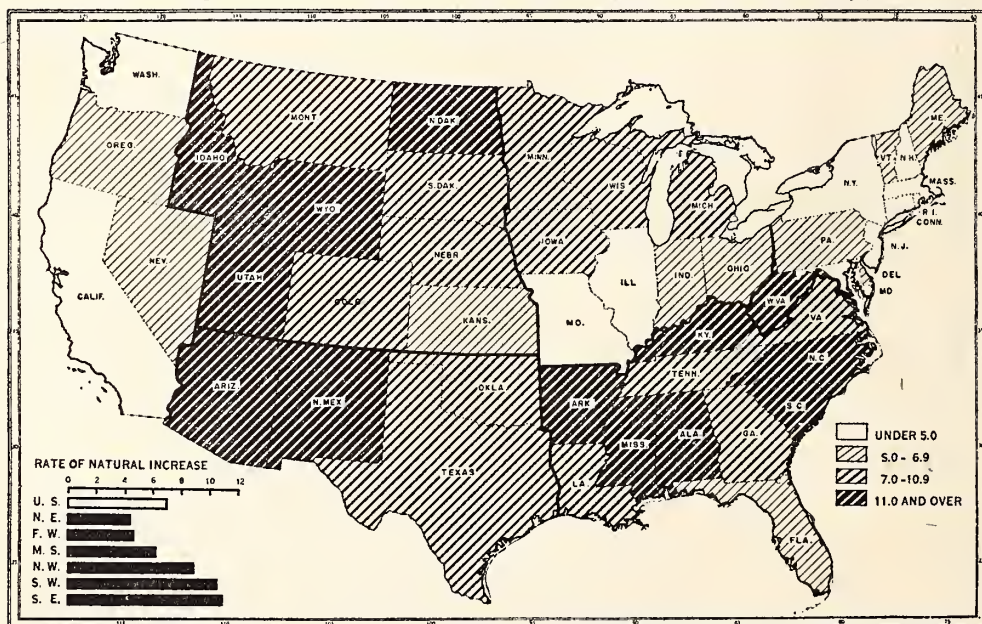 WASH.
MONT.
N.DAK.
MINN.
ME.
OREG.
IDAHO
VT.
N.H.
S.DAK.
WIS.
N.Y.
MASS.
WYO.
MICH.
R.I.
CONN.
IOWA
PA.
NEV.
NEBR.
N.J.
UTAH
IND.
OHIO
ILL.
DEL.
MD.
CALIF.
COLO.
W.VA.
VA.
KANS.
MO.
KY.
N.C.
TENN.
ARIZ.
N.MEX.
OKLA.
ARK.
S.C.
MISS.
ALA.
GA.
TEXAS
LA.
FLA.
UNDER 5.0
5.0 - 6.9
7.0 -10.9
11.0 AND OVER
RATE OF NATURAL INCREASE
0 2 4 6 8 10 12
U. S.
N. E.
F. W.
M. S.
N. W.
S. W.
S. E.